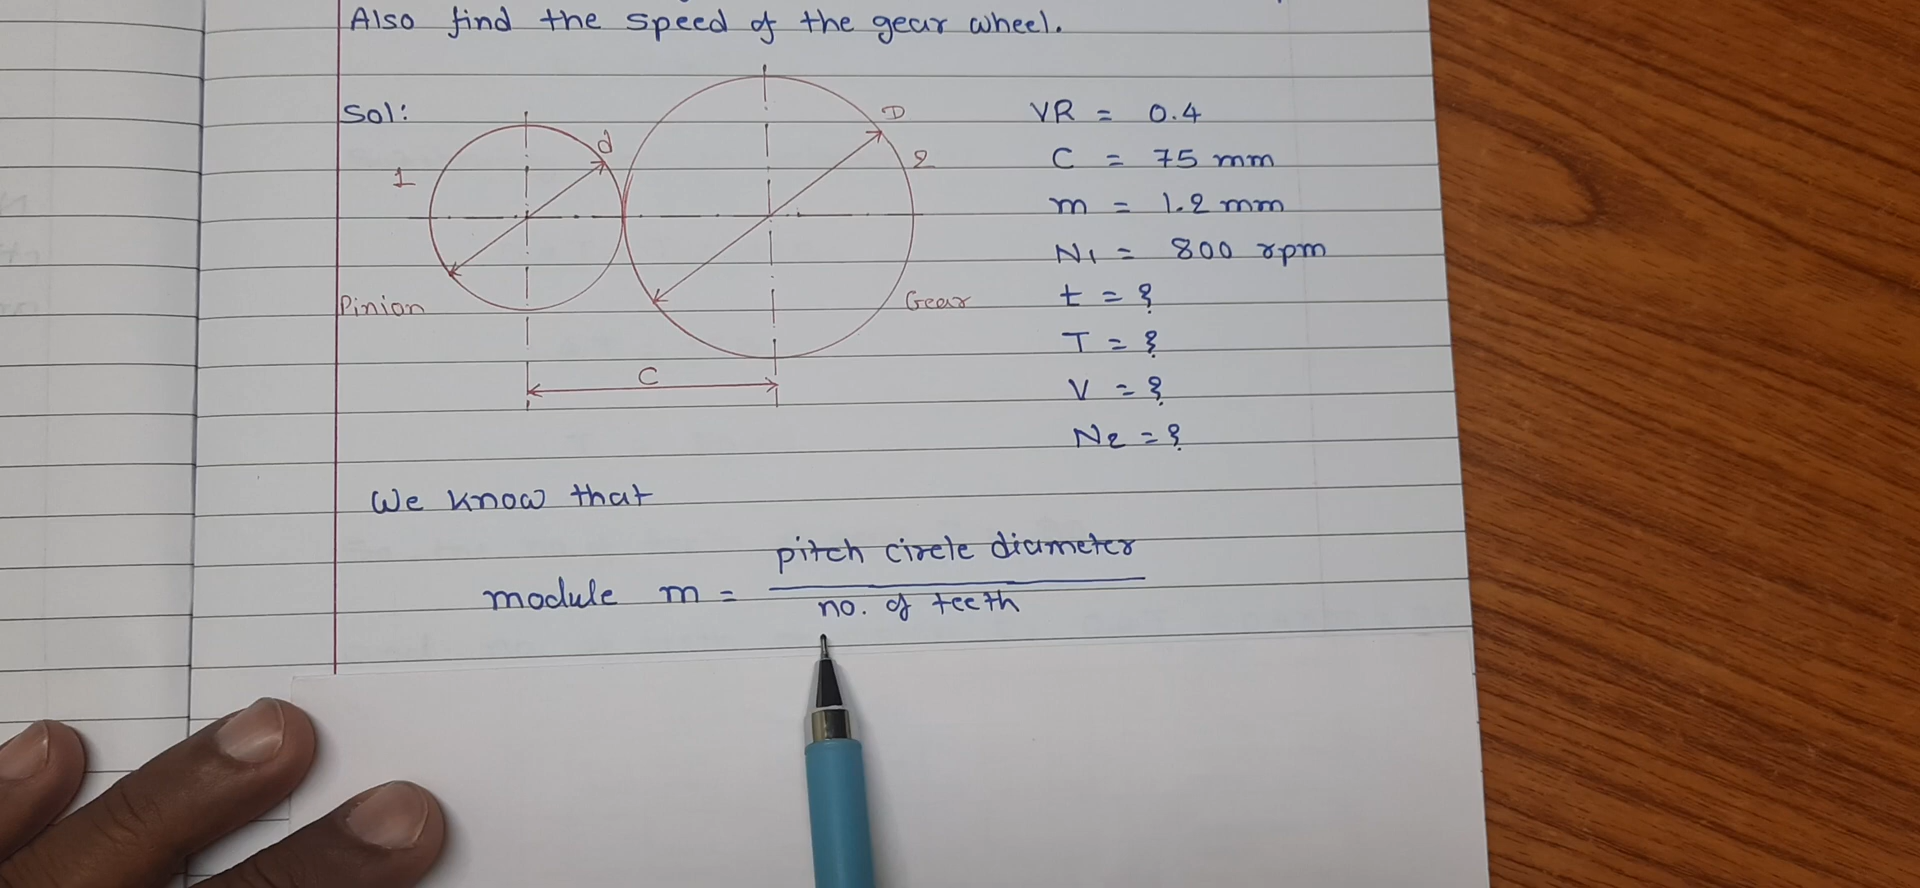 Also find the speed of the gear wheel.
Sol:
1
d
D
2
Pinion
Gear
C
VR = 0.4
C = 75 mm
m = 1.2 mm
N1 = 800 rpm
t = ?
T = ?
V = ?
N2 = ?
We know that
module m = pitch circle diameter / no. of teeth